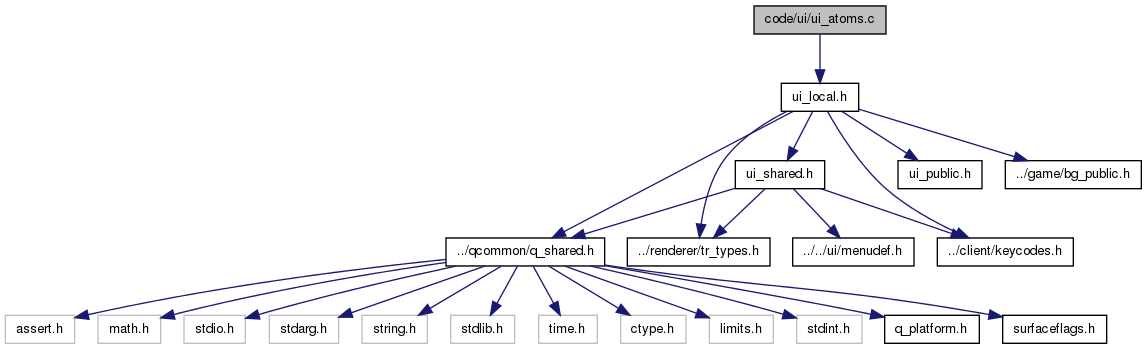 code/ui/ui_atoms.c
ui_local.h
ui_shared.h
ui_public.h
../game/bg_public.h
../qcommon/q_shared.h
../renderer/tr_types.h
../../ui/menudef.h
../client/keycodes.h
assert.h
math.h
stdio.h
stdarg.h
string.h
stdlib.h
time.h
ctype.h
limits.h
stdint.h
q_platform.h
surfaceflags.h